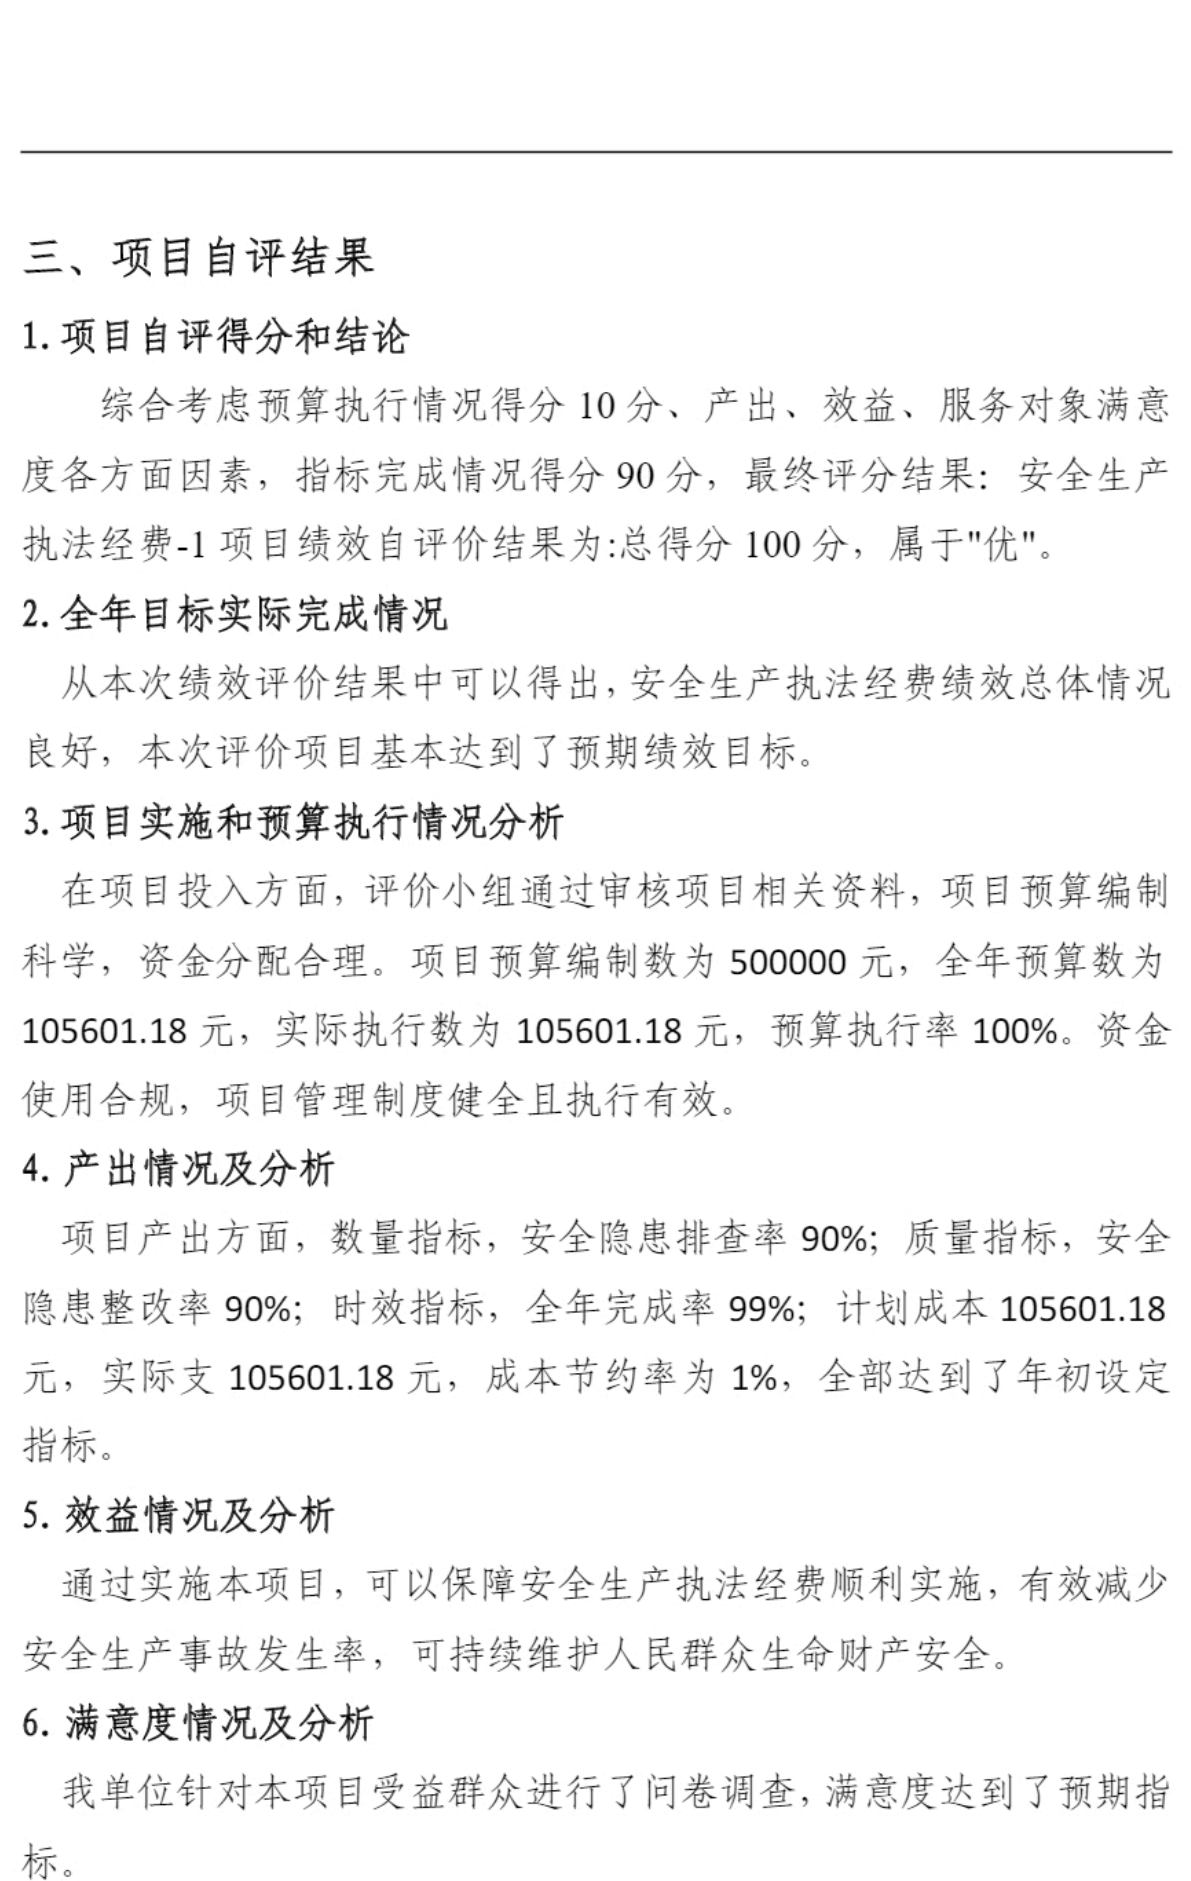 三、项目自评结果
1.项目自评得分和结论
综合考虑预算执行情况得分 10 分、产出、效益、服务对象满意
度各方面因素，指标完成情况得分 90 分，最终评分结果：安全生产
执法经费-1 项目绩效自评价结果为:总得分 100 分，属于"优"。
2.全年目标实际完成情况
从本次绩效评价结果中可以得出,安全生产执法经费绩效总体情况
良好，本次评价项目基本达到了预期绩效目标。
3.项目实施和预算执行情况分析
在项目投入方面，评价小组通过审核项目相关资料，项目预算编制
科学，资金分配合理。项目预算编制数为 500000 元，全年预算数为
105601.18 元，实际执行数为 105601.18 元，预算执行率 100%。资金
使用合规，项目管理制度健全且执行有效。
4. 产出情况及分析
项目产出方面，数量指标，安全隐患排查率 90%；质量指标，安全
隐患整改率 90%；时效指标，全年完成率 99%；计划成本 105601.18
元，实际支 105601.18 元，成本节约率为 1%，全部达到了年初设定
指标。
5. 效益情况及分析
通过实施本项目，可以保障安全生产执法经费顺利实施，有效减少
安全生产事故发生率，可持续维护人民群众生命财产安全。
6. 满意度情况及分析
我单位针对本项目受益群众进行了问卷调查,满意度达到了预期指
标。